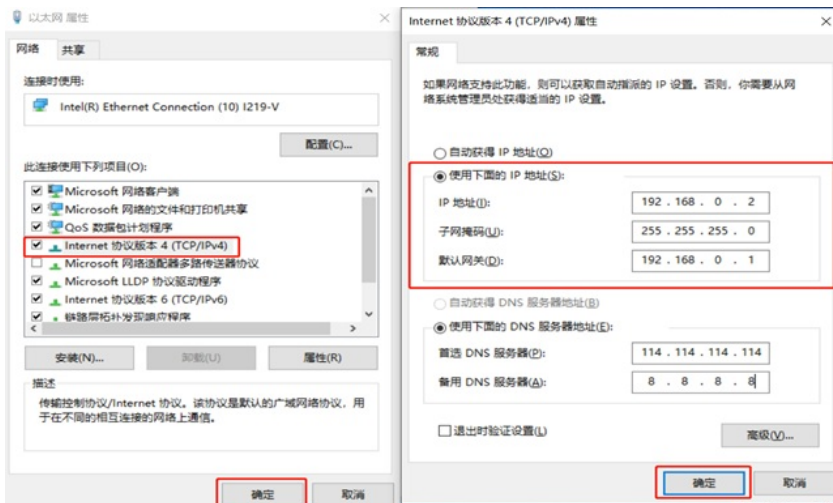 以太网 属性
网络
共享
连接时使用:
Intel(R) Ethernet Connection (10) I219-V
配置(C)...
此连接使用下列项目(O):
Microsoft 网络客户端
Microsoft 网络的文件和打印机共享
QoS 数据包计划程序
Internet 协议版本 4 (TCP/IPv4)
Microsoft 网络适配器多路传送器协议
Microsoft LLDP 协议驱动程序
Internet 协议版本 6 (TCP/IPv6)
链路层拓扑发现响应程序
安装(N)...
卸载(U)
属性(R)
描述
传输控制协议/Internet 协议。该协议是默认的广域网络协议，用
于在不同的相互连接的网络上通信。
确定
取消
Internet 协议版本 4 (TCP/IPv4) 属性
常规
如果网络支持此功能，则可以获取自动指派的 IP 设置。否则，你需要从网
络系统管理员处获得适当的 IP 设置。
自动获得 IP 地址(O)
使用下面的 IP 地址(S):
IP 地址(I):
192 . 168 . 0 . 2
子网掩码(U):
255 . 255 . 255 . 0
默认网关(D):
192 . 168 . 0 . 1
自动获得 DNS 服务器地址(B)
使用下面的 DNS 服务器地址(E):
首选 DNS 服务器(P):
114 . 114 . 114 . 114
备用 DNS 服务器(A):
8 . 8 . 8 . 8
退出时验证设置(L)
高级(V)...
确定
取消